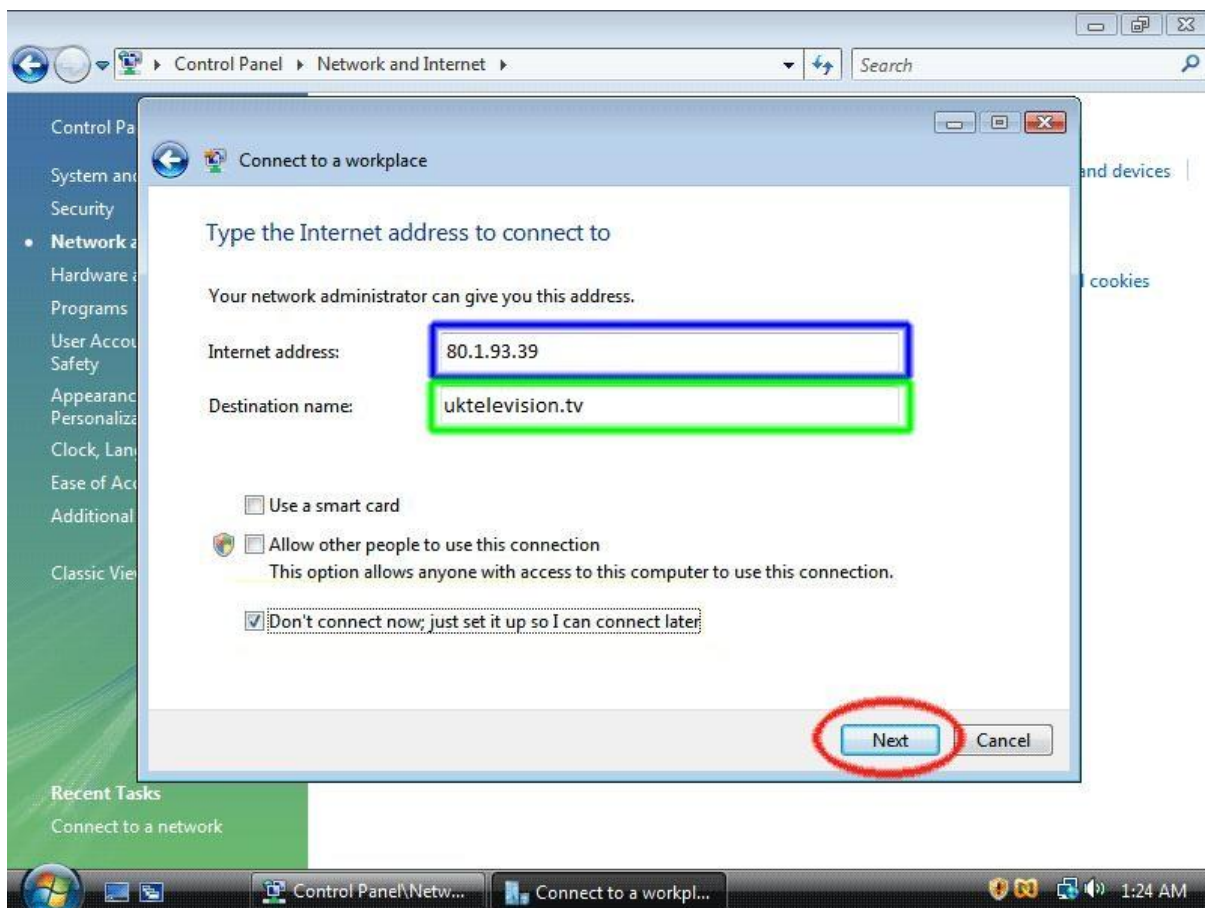 Control Panel Network and Internet
Search
Control Pa
System and
Security
Network a
Hardware a
Programs
User Accou
Safety
Appearanc
Personaliza
Clock, Lan
Ease of Acc
Additional
Classic Vie
Recent Tasks
Connect to a network
and devices
cookies
Connect to a workplace
Type the Internet address to connect to
Your network administrator can give you this address.
Internet address: 80.1.93.39
Destination name: uktelevision.tv
Use a smart card
Allow other people to use this connection
This option allows anyone with access to this computer to use this connection.
Don't connect now; just set it up so I can connect later
Next Cancel
Control Panel\Netw... Connect to a workpl... 1:24 AM